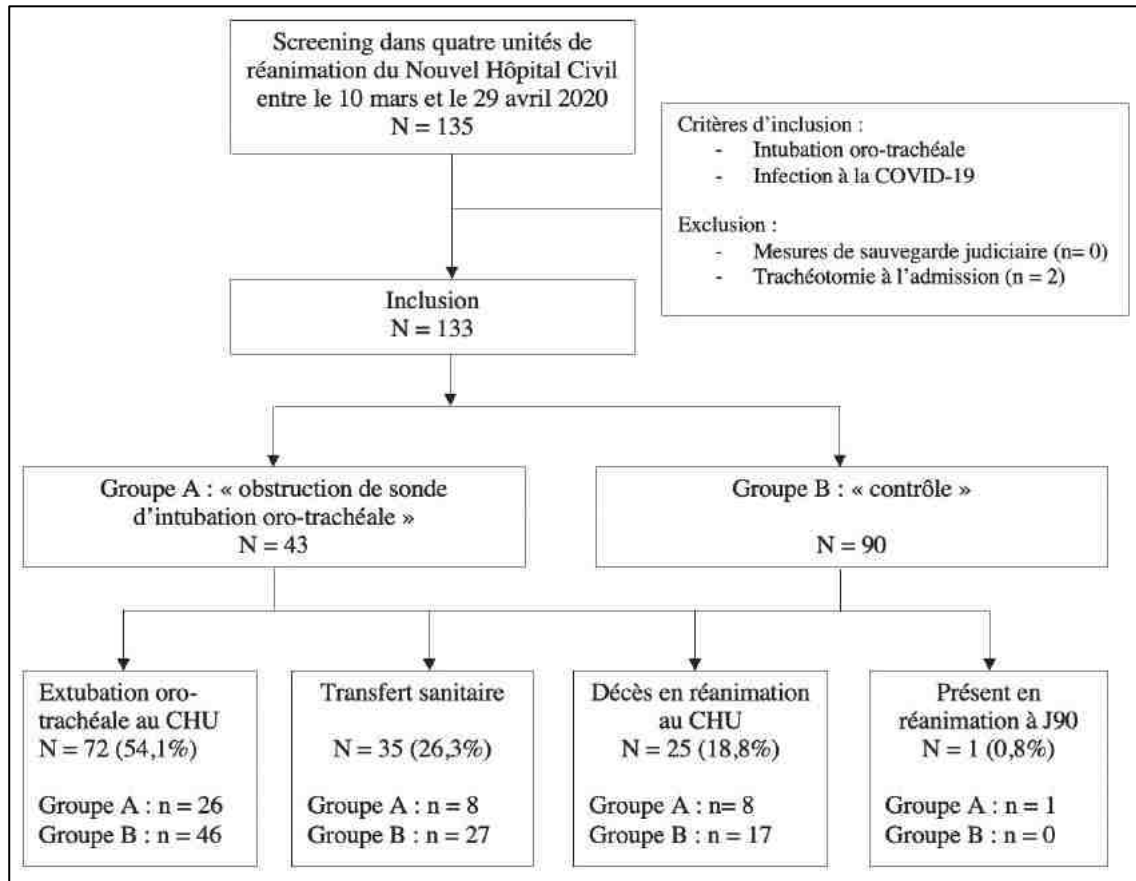 Screening dans quatre unités de
réanimation du Nouvel Hôpital Civil
entre le 10 mars et le 29 avril 2020
N = 135
Critères d'inclusion :
- Intubation oro-trachéale
- Infection à la COVID-19
Exclusion :
- Mesures de sauvegarde judiciaire (n= 0)
- Trachéotomie à l'admission (n = 2)
Inclusion
N = 133
Groupe A : « obstruction de sonde
d'intubation oro-trachéale »
N = 43
Groupe B : « contrôle »
N = 90
Extubation oro-
trachéale au CHU
N = 72 (54,1%)
Groupe A : n = 26
Groupe B : n = 46
Transfert sanitaire
N = 35 (26,3%)
Groupe A : n = 8
Groupe B : n = 27
Décès en réanimation
au CHU
N = 25 (18,8%)
Groupe A : n= 8
Groupe B : n = 17
Présent en
réanimation à J90
N = 1 (0,8%)
Groupe A : n = 1
Groupe B : n = 0